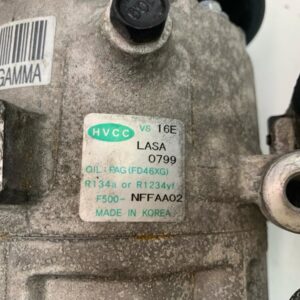 GAMMA
HVCC VS 16E
LASA
0799
OIL: PAG(FD46XG)
R134a or R1234yf
F500- NFFAA02
MADE IN KOREA